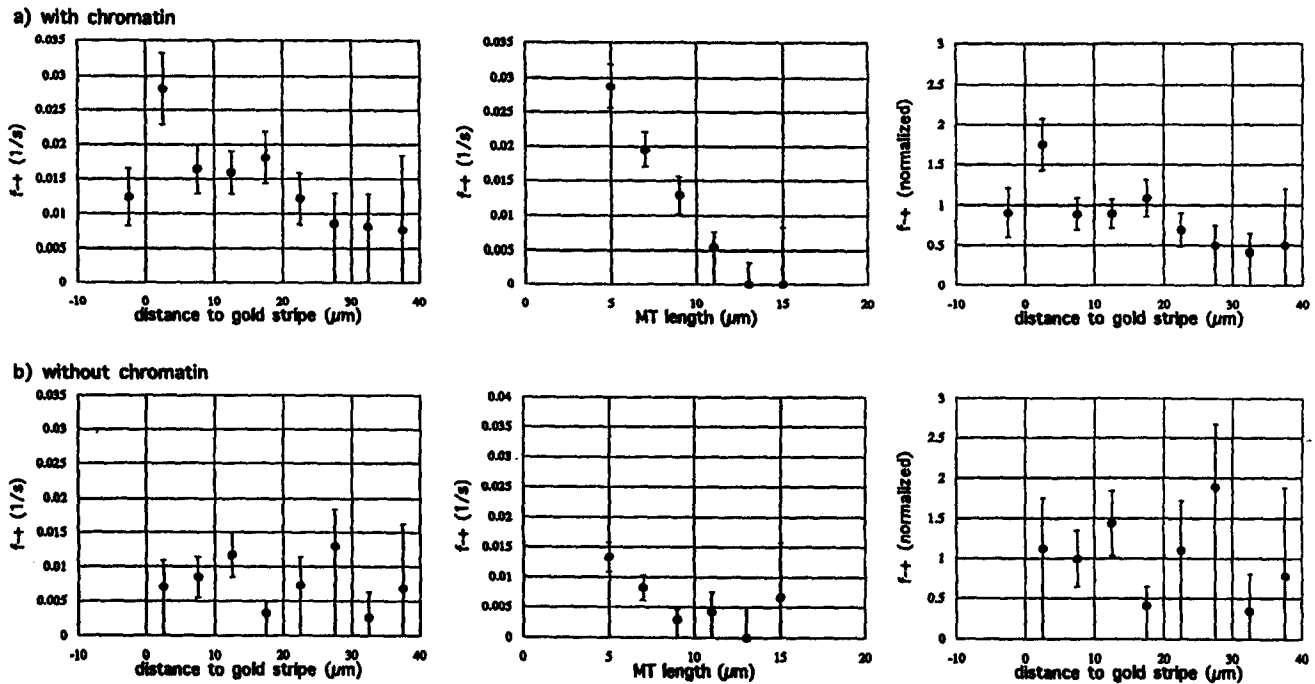 a) with chromatin
f-+ (1/s)
0.035
0.03
0.025
0.02
0.015
0.01
0.005
0
-10 0 10 20 30 40
distance to gold stripe (μm)
f-+ (1/s)
0.035
0.03
0.025
0.02
0.015
0.01
0.005
0
0 5 10 15 20
MT length (μm)
f-+ (normalized)
3
2.5
2
1.5
1
0.5
0
-10 0 10 20 30 40
distance to gold stripe (μm)
b) without chromatin
f-+ (1/s)
0.035
0.03
0.025
0.02
0.015
0.01
0.005
0
-10 0 10 20 30 40
distance to gold stripe (μm)
f-+ (1/s)
0.04
0.035
0.03
0.025
0.02
0.015
0.01
0.005
0
0 5 10 15 20
MT length (μm)
f-+ (normalized)
3
2.5
2
1.5
1
0.5
0
-10 0 10 20 30 40
distance to gold stripe (μm)